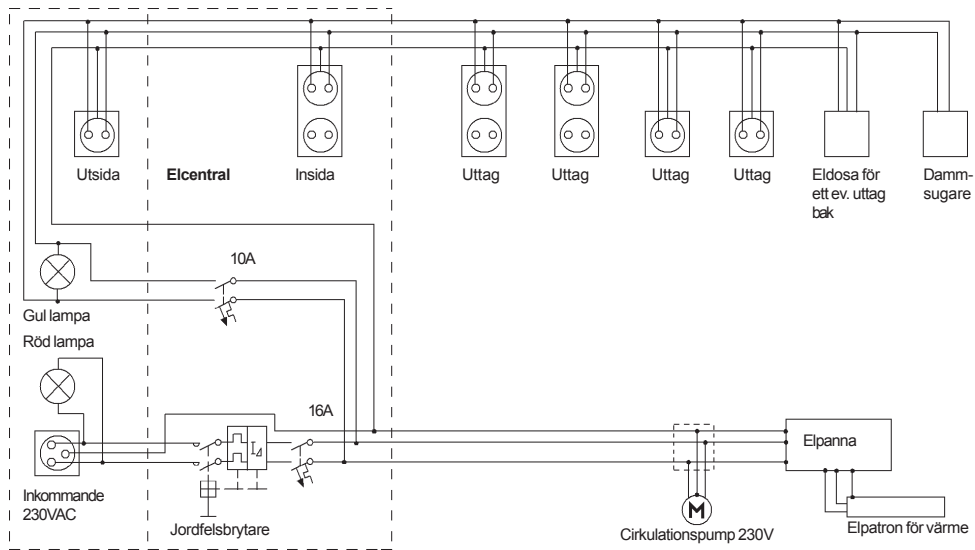 Utsida
Elcentral
Insida
Uttag
Uttag
Uttag
Uttag
Eldosa för
ett ev. uttag
bak
Damm-
sugare
10A
Gul lampa
Röd lampa
16A
I∆
Elpanna
M
Inkommande
230VAC
Jordfelsbrytare
Cirkulationspump 230V
Elpatron för värme